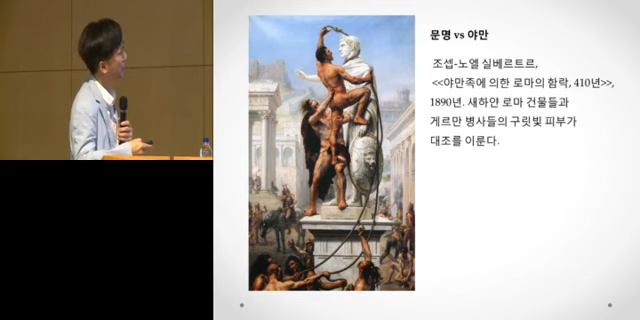 문명 vs 야만
조셉-노엘 실베르트르,
<<야만족에 의한 로마의 함락, 410년>>,
1890년. 새하얀 로마 건물들과
게르만 병사들의 구릿빛 피부가
대조를 이룬다.